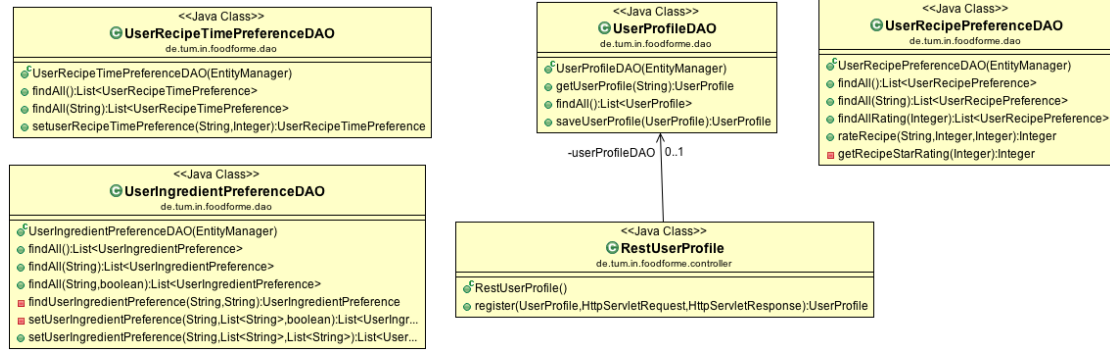 <<Java Class>>
UserRecipeTimePreferenceDAO
de.tum.in.foodforme.dao
UserRecipeTimePreferenceDAO(EntityManager)
findAll():List<UserRecipeTimePreference>
findAll(String):List<UserRecipeTimePreference>
setuserRecipeTimePreference(String,Integer):UserRecipeTimePreference
<<Java Class>>
UserProfileDAO
de.tum.in.foodforme.dao
UserProfileDAO(EntityManager)
getUserProfile(String):UserProfile
findAll():List<UserProfile>
saveUserProfile(UserProfile):UserProfile
<<Java Class>>
UserRecipePreferenceDAO
de.tum.in.foodforme.dao
UserRecipePreferenceDAO(EntityManager)
findAll():List<UserRecipePreference>
findAll(String):List<UserRecipePreference>
findAllRating(Integer):List<UserRecipePreference>
rateRecipe(String,Integer,Integer):Integer
getRecipeStarRating(Integer):Integer
-userProfileDAO 0..1
<<Java Class>>
UserIngredientPreferenceDAO
de.tum.in.foodforme.dao
UserIngredientPreferenceDAO(EntityManager)
findAll():List<UserIngredientPreference>
findAll(String):List<UserIngredientPreference>
findAll(String,boolean):List<UserIngredientPreference>
findUserIngredientPreference(String,String):UserIngredientPreference
setUserIngredientPreference(String,List<String>,boolean):List<UserIngr...
setUserIngredientPreference(String,List<String>,List<String>):List<User...
<<Java Class>>
RestUserProfile
de.tum.in.foodforme.controller
RestUserProfile()
register(UserProfile,HttpServletRequest,HttpServletResponse):UserProfile